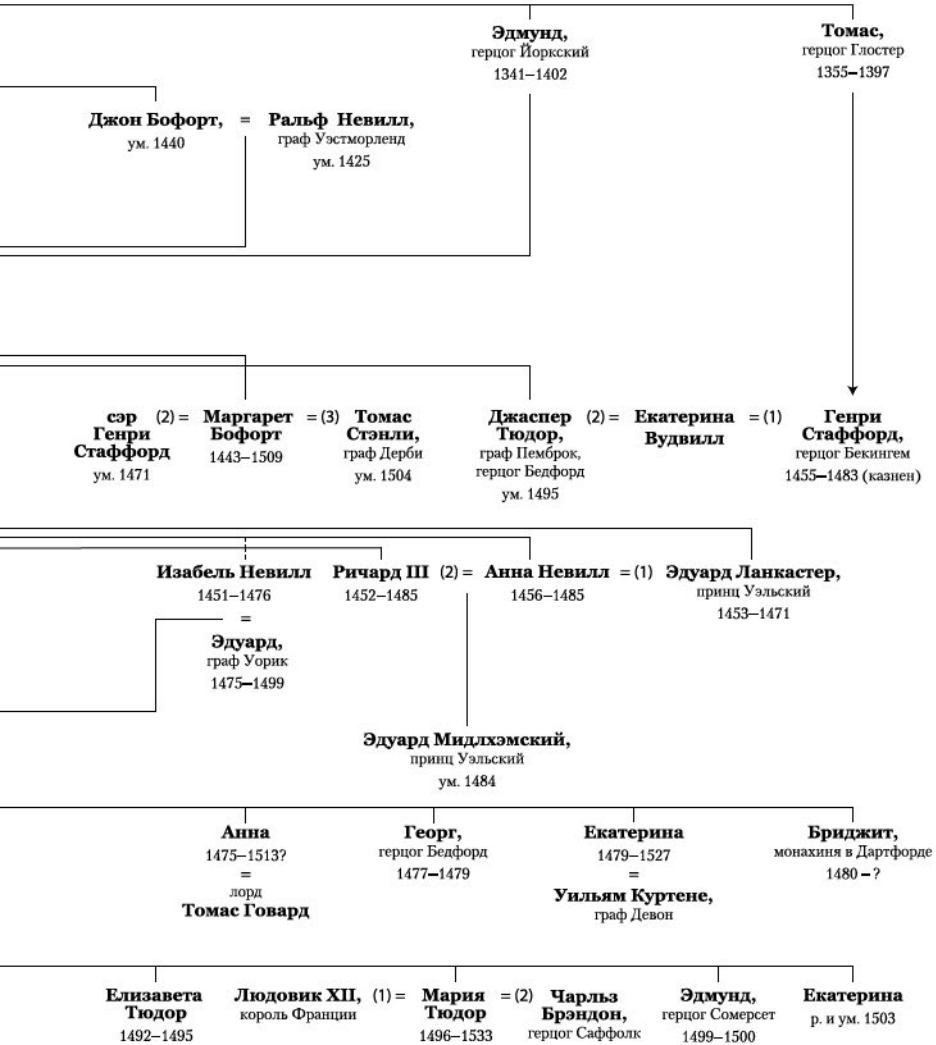 Эдмунд,
герцог Йоркский
1341–1402
Томас,
герцог Глостер
1355–1397
Джон Бофорт,
ум. 1440
=
Ральф Невилл,
граф Уэстморленд
ум. 1425
сэр
Генри
Стаффорд
ум. 1471
(2) =
Маргарет
Бофорт
1443–1509
= (3)
Томас
Стэнли,
граф Дерби
ум. 1504
Джаспер
Тюдор,
граф Пемброк,
герцог Бедфорд
ум. 1495
(2) =
Екатерина
Вудвилл
= (1)
Генри
Стаффорд,
герцог Бекингем
1455–1483 (казнен)
Изабель Невилл
1451–1476
=
Эдуард,
граф Уорик
1475–1499
Ричард III
1452–1485
(2) =
Анна Невилл
1456–1485
= (1)
Эдуард Ланкастер,
принц Уэльский
1453–1471
Эдуард Мидлхэмский,
принц Уэльский
ум. 1484
Анна
1475–1513?
=
лорд
Томас Говард
Георг,
герцог Бедфорд
1477–1479
Екатерина
1479–1527
=
Уильям Куртене,
граф Девон
Бриджит,
монахиня в Дартфорде
1480 – ?
Елизавета
Тюдор
1492–1495
Людовик XII,
король Франции
(1) =
Мария
Тюдор
1496–1533
= (2)
Чарльз
Брэндон,
герцог Саффолк
Эдмунд,
герцог Сомерсет
1499–1500
Екатерина
р. и ум. 1503